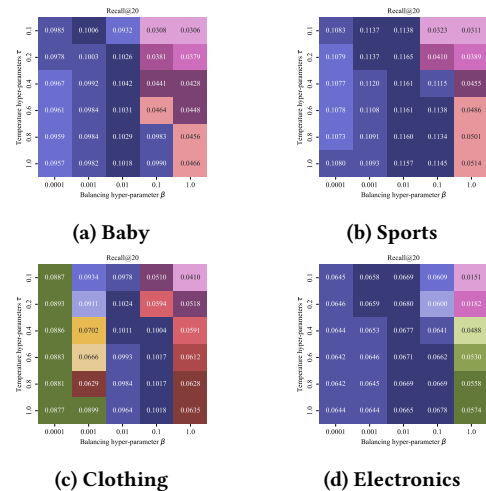 Recall@20
Temperature hyper-parameters τ
0.1 0.0985 0.1006 0.0932 0.0308 0.0306
0.2 0.0978 0.1003 0.1026 0.0381 0.0379
0.4 0.0967 0.0992 0.1042 0.0441 0.0428
0.6 0.0961 0.0984 0.1031 0.0464 0.0448
0.8 0.0959 0.0984 0.1029 0.0983 0.0456
1.0 0.0957 0.0982 0.1018 0.0990 0.0466
0.0001 0.001 0.01 0.1 1.0
Balancing hyper-parameter β
(a) Baby
Recall@20
Temperature hyper-parameters τ
0.1 0.1083 0.1137 0.1138 0.0323 0.0311
0.2 0.1079 0.1137 0.1165 0.0410 0.0389
0.4 0.1077 0.1120 0.1161 0.1115 0.0455
0.6 0.1078 0.1108 0.1161 0.1138 0.0486
0.8 0.1073 0.1091 0.1160 0.1134 0.0501
1.0 0.1080 0.1093 0.1157 0.1145 0.0514
0.0001 0.001 0.01 0.1 1.0
Balancing hyper-parameter β
(b) Sports
Recall@20
Temperature hyper-parameters τ
0.1 0.0887 0.0934 0.0978 0.0510 0.0410
0.2 0.0893 0.0911 0.1024 0.0594 0.0518
0.4 0.0886 0.0702 0.1011 0.1004 0.0591
0.6 0.0883 0.0666 0.0993 0.1017 0.0612
0.8 0.0881 0.0629 0.0984 0.1017 0.0628
1.0 0.0877 0.0899 0.0964 0.1018 0.0635
0.0001 0.001 0.01 0.1 1.0
Balancing hyper-parameter β
(c) Clothing
Recall@20
Temperature hyper-parameters τ
0.1 0.0645 0.0658 0.0669 0.0609 0.0151
0.2 0.0646 0.0659 0.0680 0.0600 0.0182
0.4 0.0644 0.0653 0.0677 0.0641 0.0488
0.6 0.0642 0.0646 0.0671 0.0662 0.0530
0.8 0.0642 0.0645 0.0669 0.0669 0.0558
1.0 0.0644 0.0644 0.0665 0.0678 0.0574
0.0001 0.001 0.01 0.1 1.0
Balancing hyper-parameter β
(d) Electronics